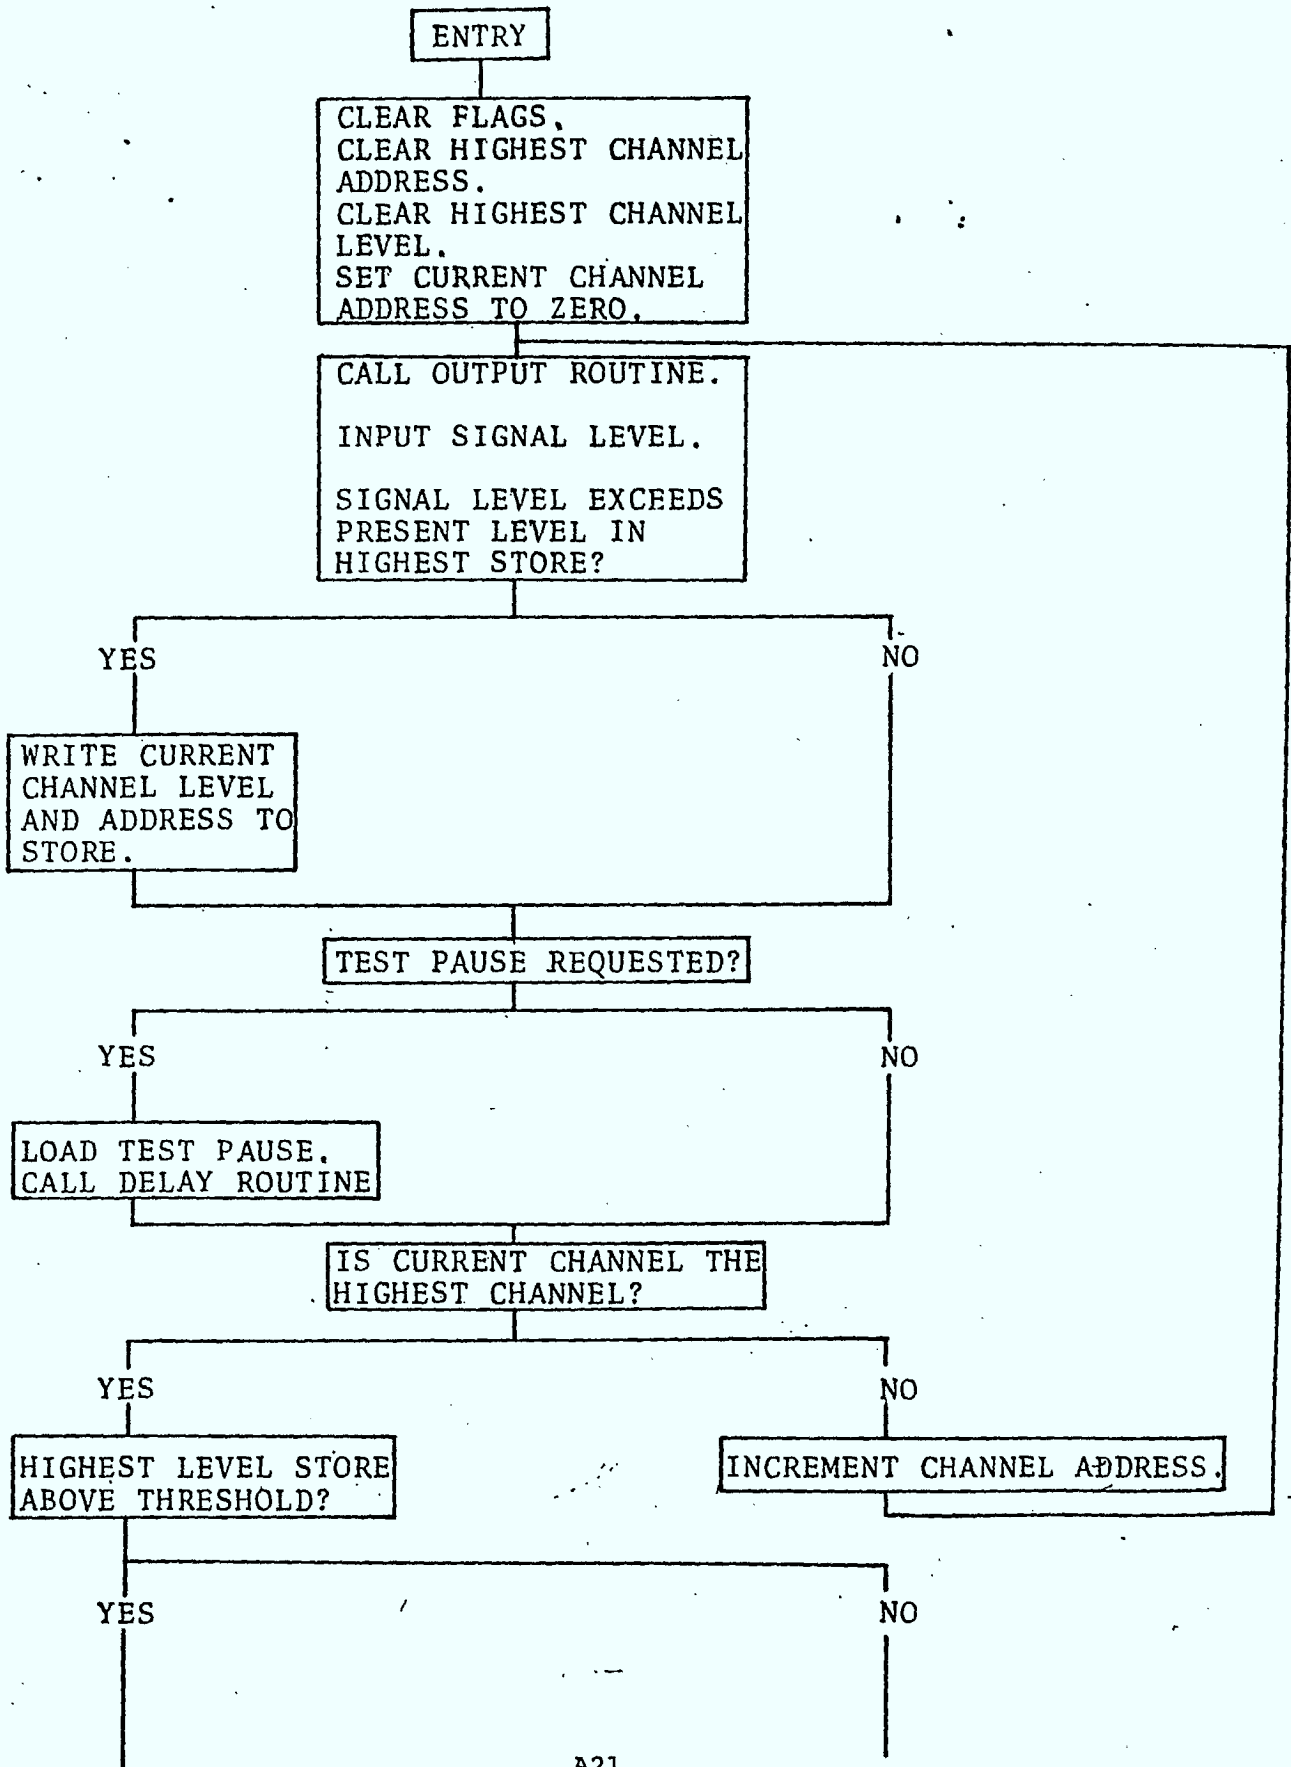 ENTRY
CLEAR FLAGS.
CLEAR HIGHEST CHANNEL
ADDRESS.
CLEAR HIGHEST CHANNEL
LEVEL.
SET CURRENT CHANNEL
ADDRESS TO ZERO.
CALL OUTPUT ROUTINE.
INPUT SIGNAL LEVEL.
SIGNAL LEVEL EXCEEDS
PRESENT LEVEL IN
HIGHEST STORE?
YES
NO
WRITE CURRENT
CHANNEL LEVEL
AND ADDRESS TO
STORE.
TEST PAUSE REQUESTED?
YES
NO
LOAD TEST PAUSE.
CALL DELAY ROUTINE
IS CURRENT CHANNEL THE
HIGHEST CHANNEL?
YES
NO
HIGHEST LEVEL STORE
ABOVE THRESHOLD?
INCREMENT CHANNEL ADDRESS.
YES
NO
A21